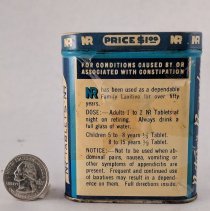 NR PRICE $1.00 NR
FOR CONDITIONS CAUSED BY OR
ASSOCIATED WITH CONSTIPATION
NR has been used as a dependable
Family Laxative for over fifty
years.
DOSE:- Adults-1 to 2 NR Tablets at
night on retiring. Always drink a
full glass of water.
Children 5 to 8 years ½ Tablet.
8 to 15 years ½ Tablet.
NOTICE:- Not to be used when ab-
dominal pains, nausea, vomiting or
other symptoms of appendicitis are
present. Frequent and continued use
of laxatives may result in a depend-
ence on them. Full directions inside.